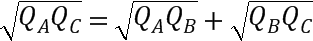 √(Q_A Q_C) = √(Q_A Q_B) + √(Q_B Q_C)